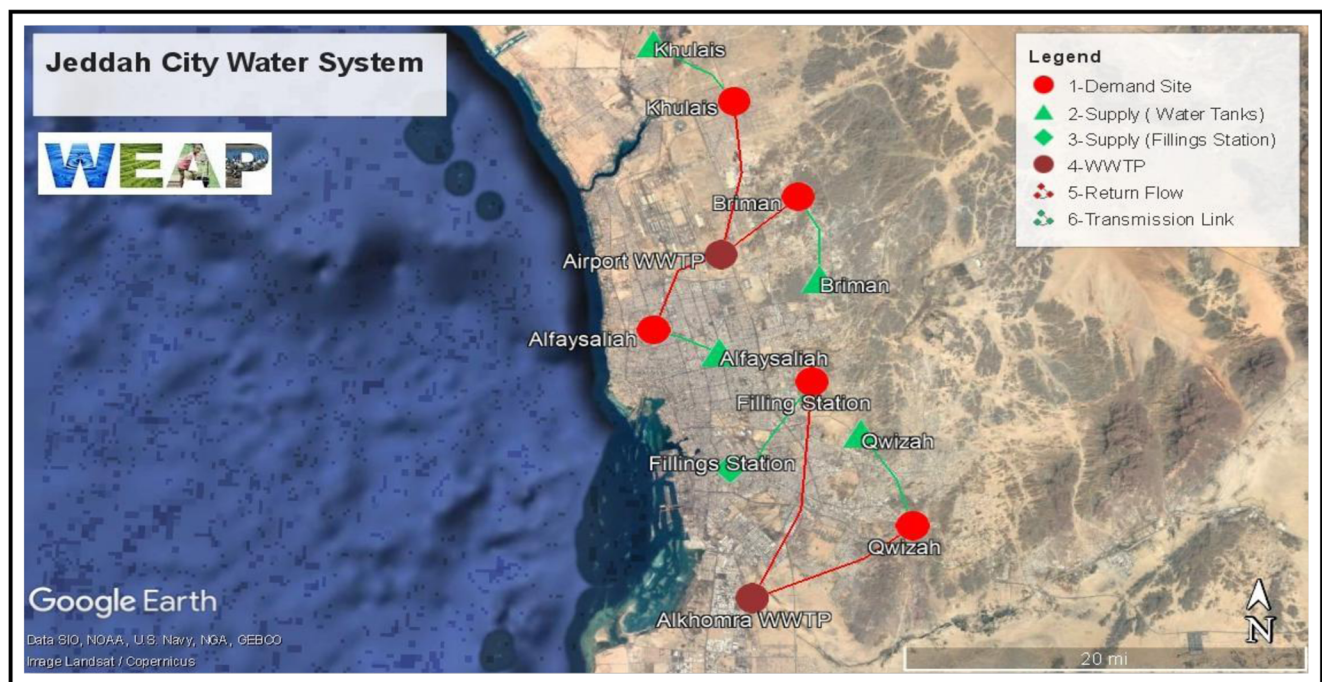 Jeddah City Water System
WEAP
Legend
1-Demand Site
2-Supply ( Water Tanks)
3-Supply (Fillings Station)
4-WWTP
5-Return Flow
6-Transmission Link
Khulais
Khulais
Briman
Airport WWTP
Briman
Alfaysaliah
Alfaysaliah
Filling Station
Qwizah
Fillings Station
Qwizah
Alkhomra WWTP
Google Earth
Data SIO, NOAA, U.S. Navy, NGA, GEBCO
Image Landsat / Copernicus
N
20 mi